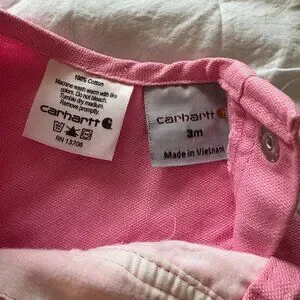 100% Cotton
Machine wash warm with like
colors. Do not bleach.
Tumble dry medium.
Remove promptly.
carhartt
RN 13706
carhartt
3m
Made in Vietnam